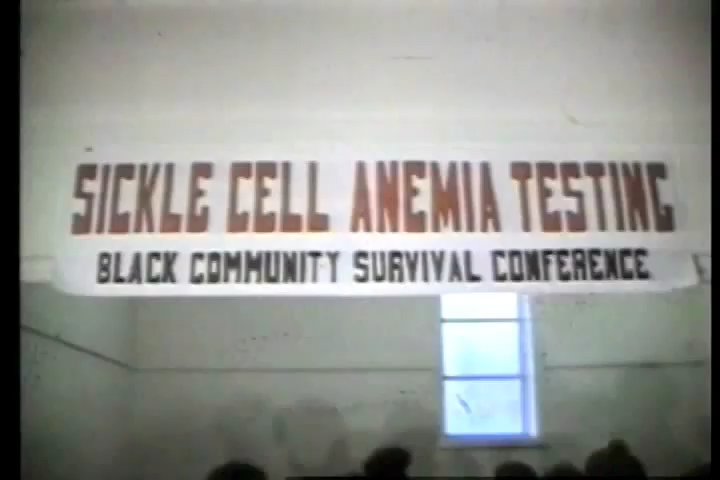 SICKLE CELL ANEMIA TESTING
BLACK COMMUNITY SURVIVAL CONFERENCE